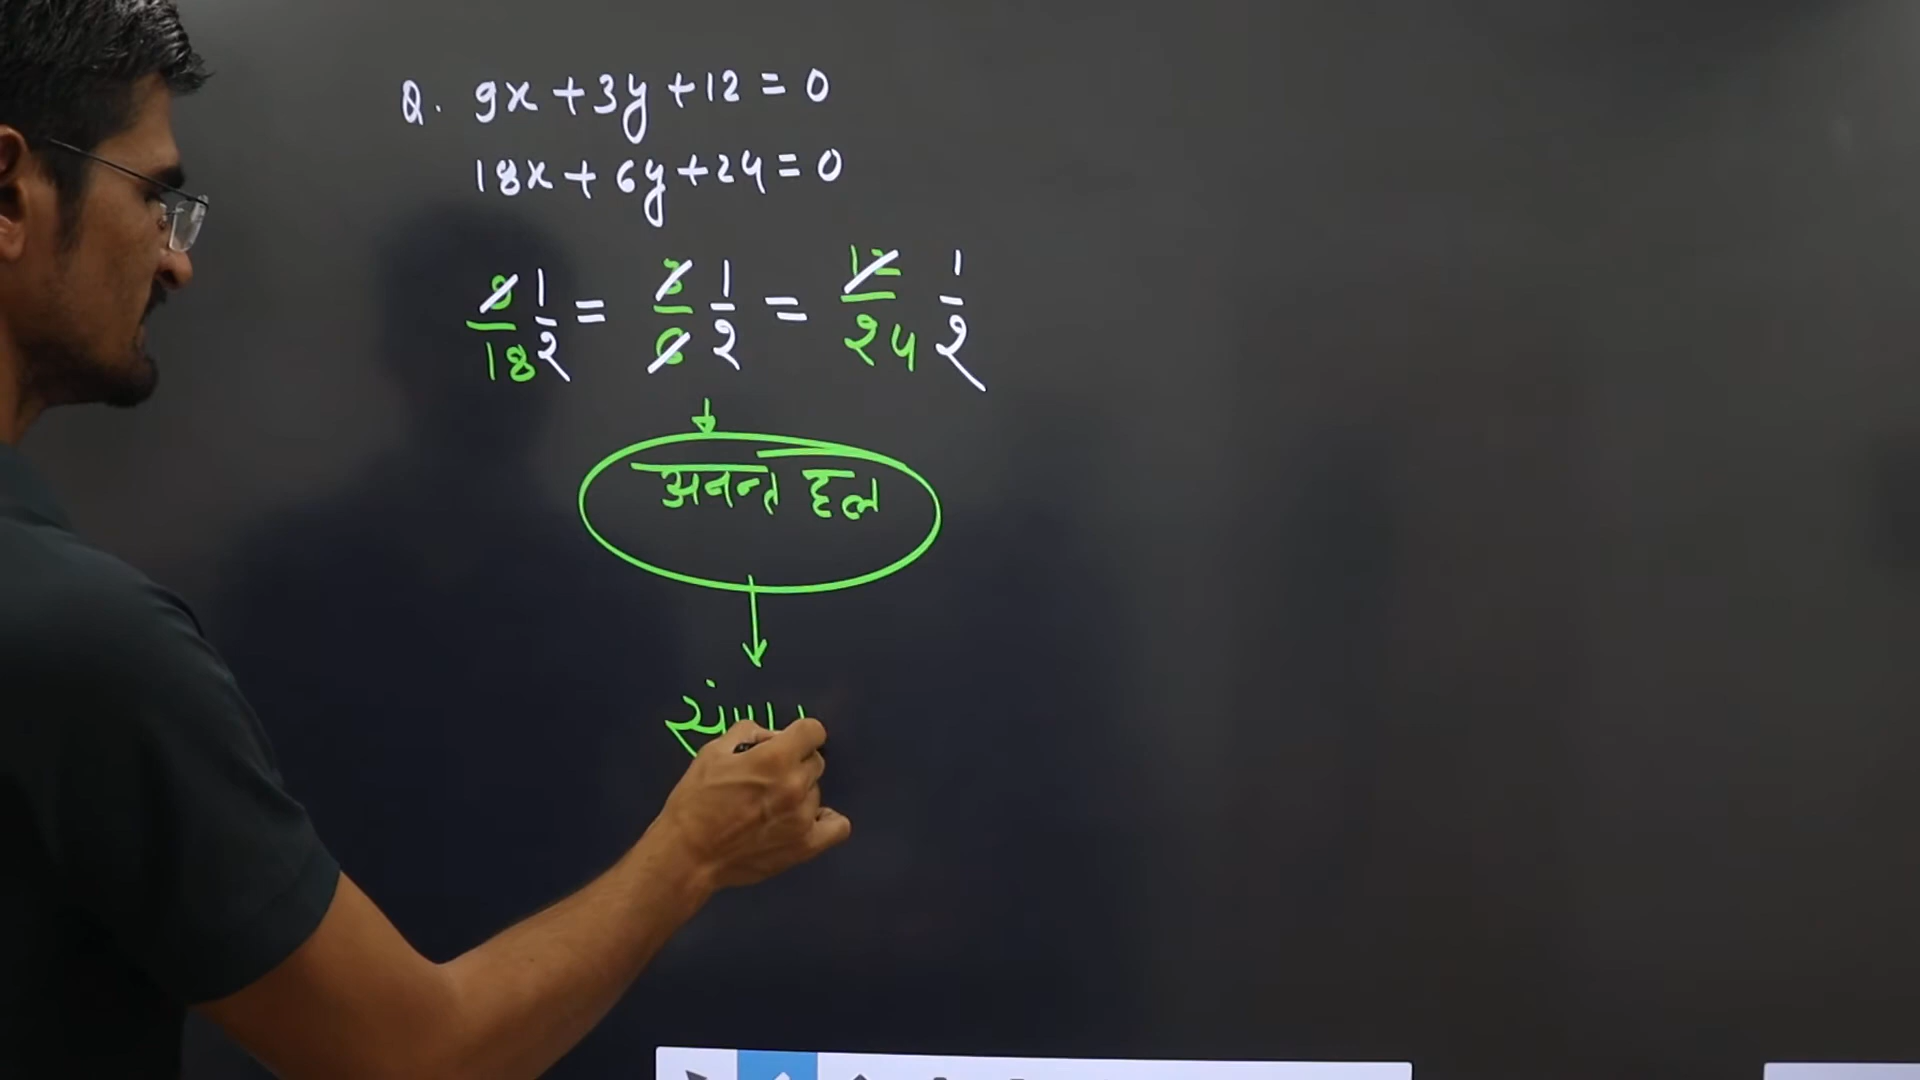 Q. 9x + 3y + 12 = 0
18x + 6y + 24 = 0
9/18 1/2 = 3/6 1/2 = 12/24 1/2
अनन्त हल